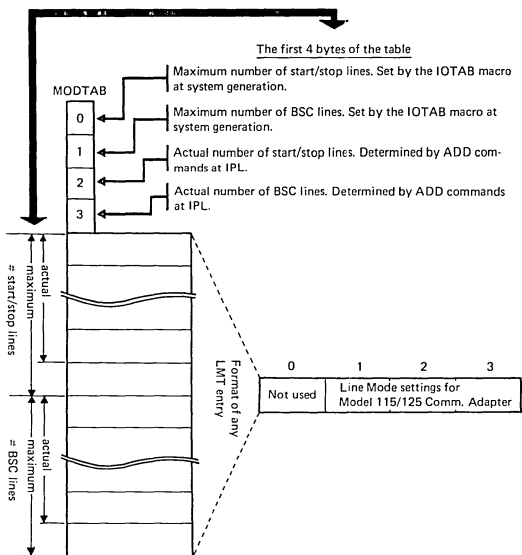 The first 4 bytes of the table
Maximum number of start/stop lines. Set by the IOTAB macro
at system generation.
MODTAB
Maximum number of BSC lines. Set by the IOTAB macro at
system generation.
Actual number of start/stop lines. Determined by ADD com-
mands at IPL.
Actual number of BSC lines. Determined by ADD commands
at IPL.
0
1
2
3
# start/stop lines
maximum
actual
# BSC lines
maximum
actual
Format of any
LMT entry
0 1 2 3
Not used
Line Mode settings for
Model 115/125 Comm. Adapter